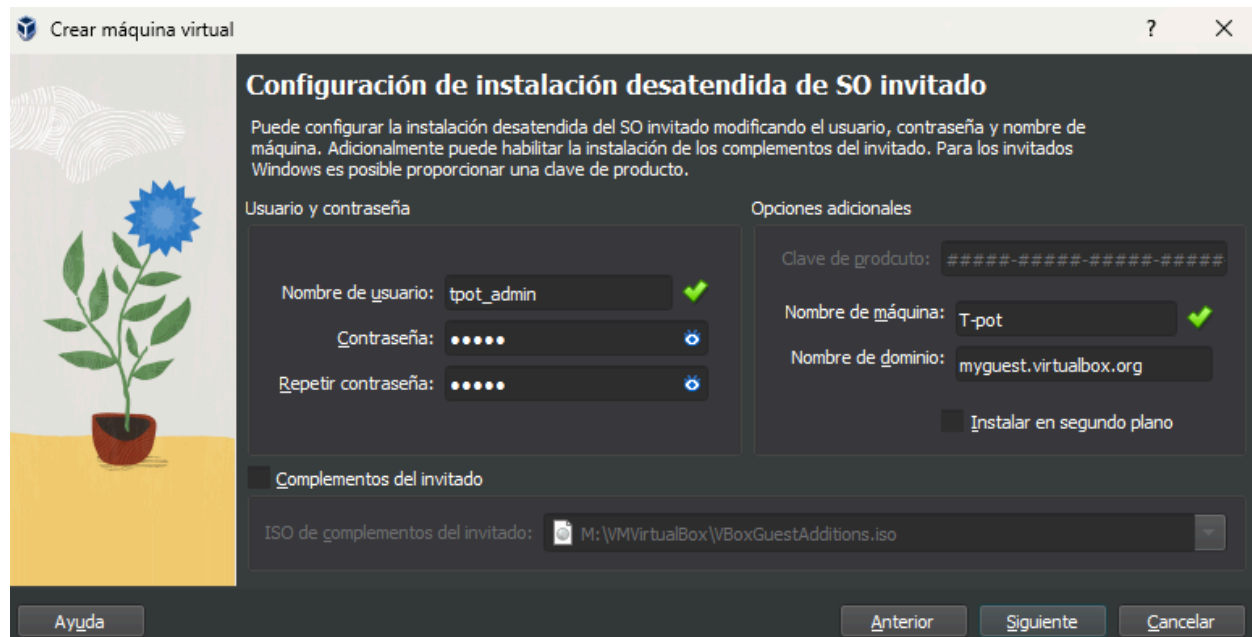 Crear máquina virtual
?
Configuración de instalación desatendida de SO invitado
Puede configurar la instalación desatendida del SO invitado modificando el usuario, contraseña y nombre de
máquina. Adicionalmente puede habilitar la instalación de los complementos del invitado. Para los invitados
Windows es posible proporcionar una clave de producto.
Usuario y contraseña
Nombre de usuario: tpot_admin
Contraseña: •••••
Repetir contraseña: •••••
Opciones adicionales
Clave de prodcuto: #####-#####-#####-#####
Nombre de máquina: T-pot
Nombre de dominio: myguest.virtualbox.org
Instalar en segundo plano
Complementos del invitado
ISO de complementos del invitado: M:\VMVirtualBox\VBoxGuestAdditions.iso
Ayuda
Anterior
Siguiente
Cancelar